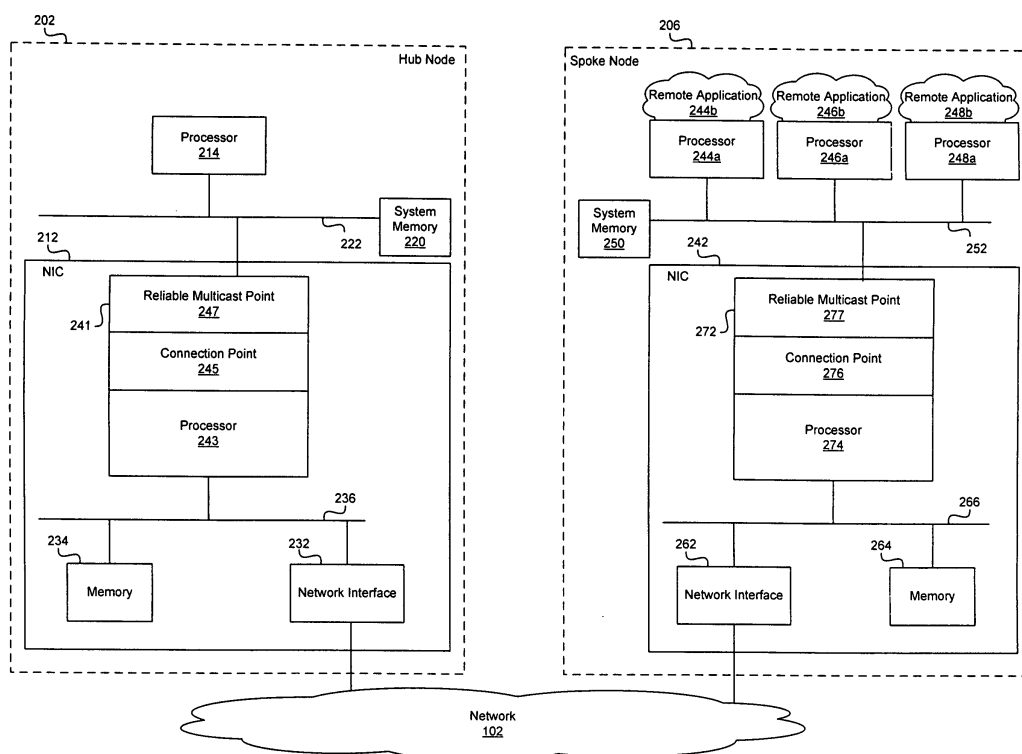 202
Hub Node
Processor
214
System
Memory
220
222
212
NIC
Reliable Multicast Point
247
241
Connection Point
245
Processor
243
236
234
Memory
232
Network Interface
206
Spoke Node
Remote Application
244b
Remote Application
246b
Remote Application
248b
Processor
244a
Processor
246a
Processor
248a
System
Memory
250
252
242
NIC
Reliable Multicast Point
277
272
Connection Point
276
Processor
274
266
262
Network Interface
264
Memory
Network
102